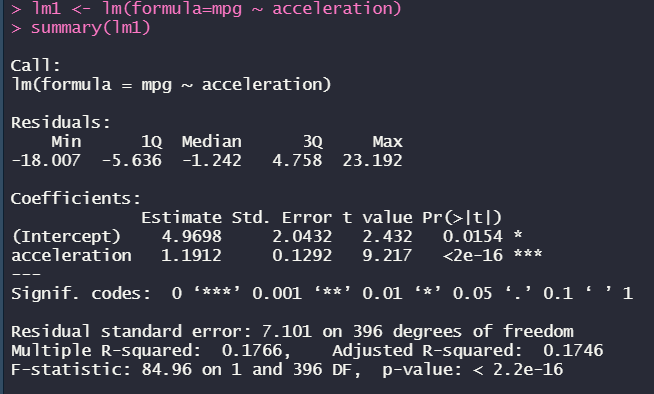 > lm1 <- lm(formula=mpg ~ acceleration)
> summary(lm1)
Call:
lm(formula = mpg ~ acceleration)
Residuals:
    Min      1Q  Median      3Q     Max
-18.007  -5.636  -1.242   4.758  23.192
Coefficients:
             Estimate Std. Error t value Pr(>|t|)
(Intercept)    4.9698     2.0432   2.432   0.0154 *
acceleration   1.1912     0.1292   9.217   <2e-16 ***
---
Signif. codes:  0 ‘***’ 0.001 ‘**’ 0.01 ‘*’ 0.05 ‘.’ 0.1 ‘ ’ 1
Residual standard error: 7.101 on 396 degrees of freedom
Multiple R-squared:  0.1766,    Adjusted R-squared:  0.1746
F-statistic: 84.96 on 1 and 396 DF,  p-value: < 2.2e-16